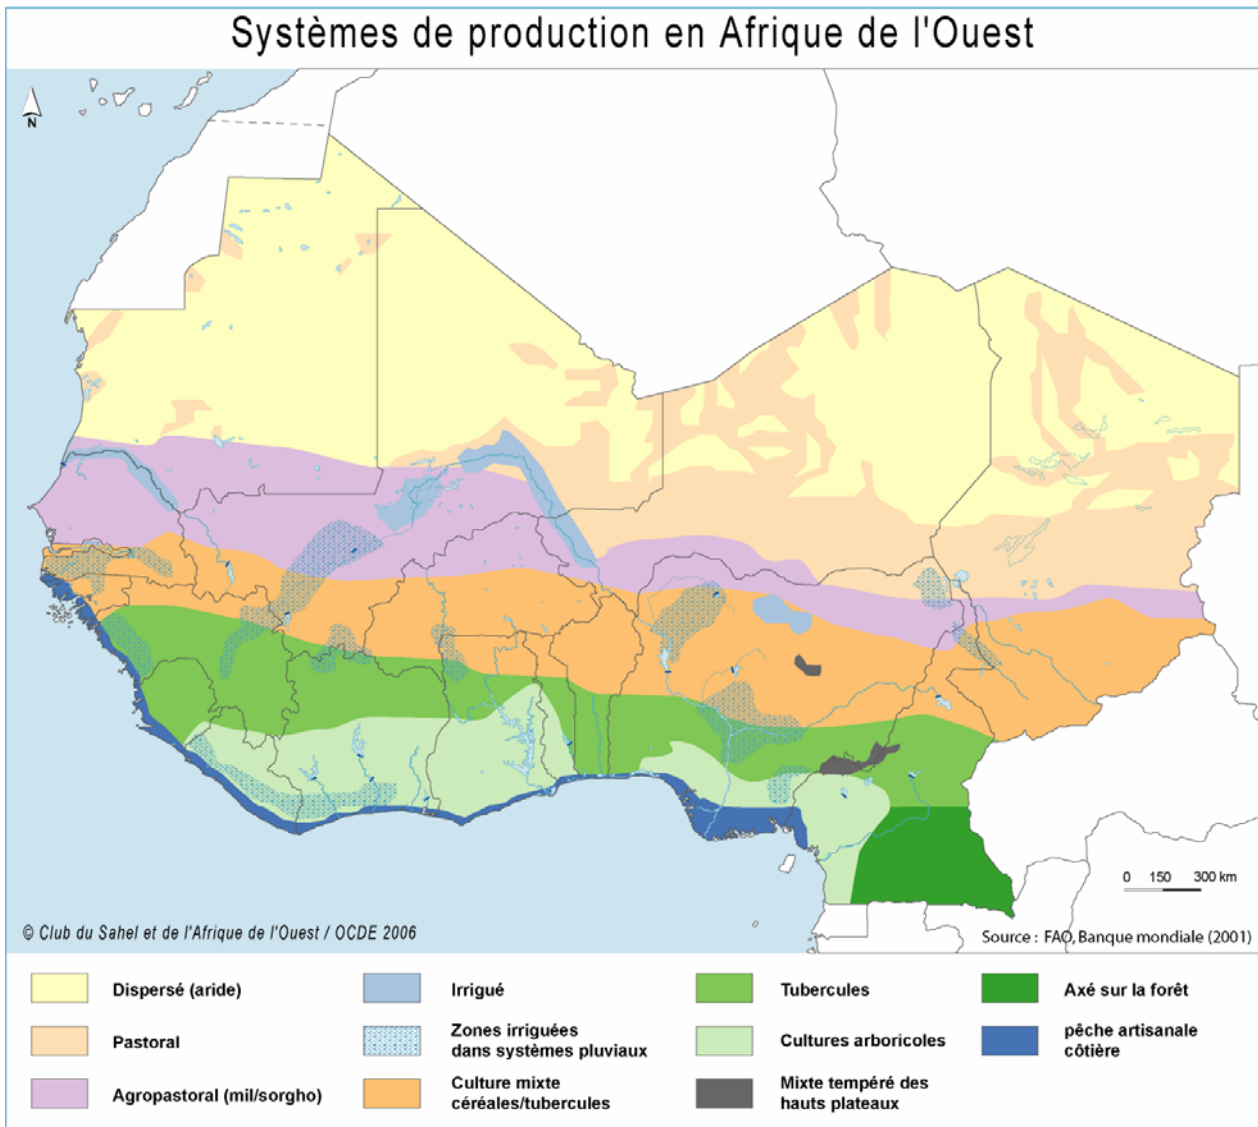 Systèmes de production en Afrique de l'Ouest
N
0 150 300 km
© Club du Sahel et de l'Afrique de l'Ouest / OCDE 2006
Source : FAO, Banque mondiale (2001)
Dispersé (aride)
Irrigué
Tubercules
Axé sur la forêt
Pastoral
Zones irriguées
dans systèmes pluviaux
Cultures arboricoles
pêche artisanale
côtière
Agropastoral (mil/sorgho)
Culture mixte
céréales/tubercules
Mixte tempéré des
hauts plateaux